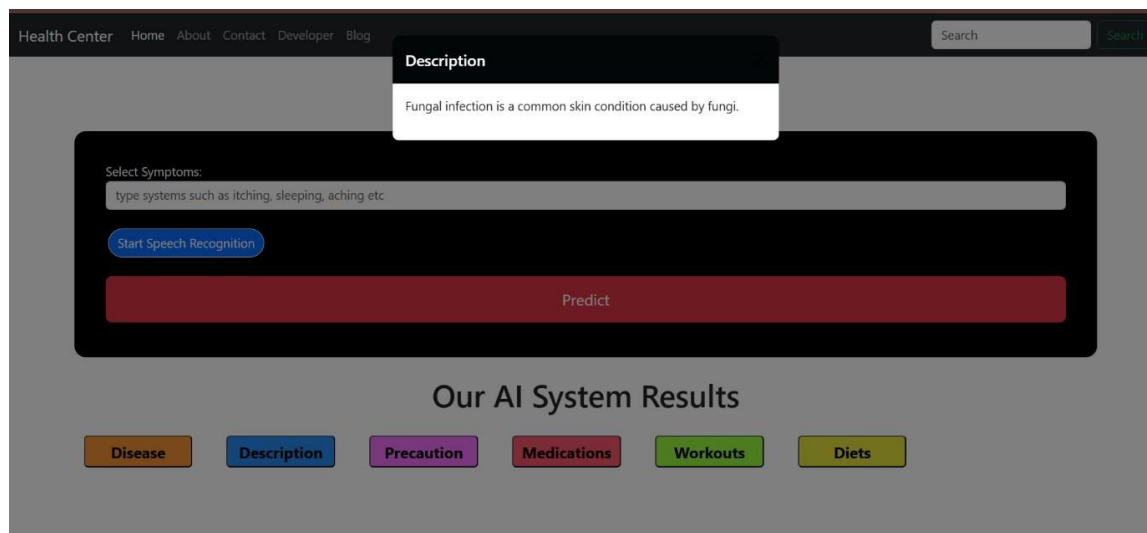 Health Center Home About Contact Developer Blog Search Search
Description
Fungal infection is a common skin condition caused by fungi.
Select Symptoms:
type systems such as itching, sleeping, aching etc
Start Speech Recognition
Predict
Our AI System Results
Disease Description Precaution Medications Workouts Diets